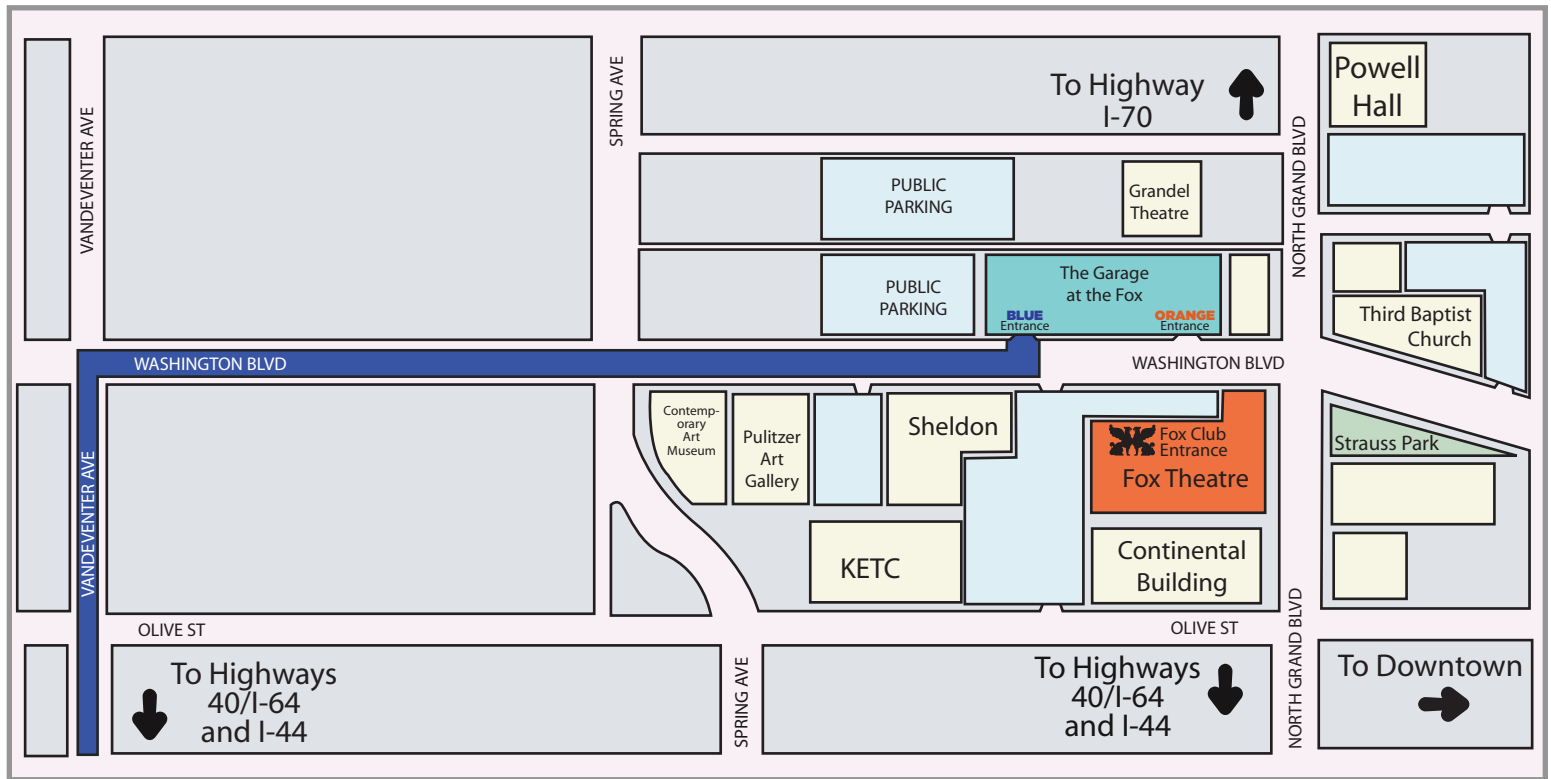 Powell
Hall
To Highway
I-70
SPRING AVE
VANDEVENTER AVE
NORTH GRAND BLVD
PUBLIC
PARKING
Grandel
Theatre
PUBLIC
PARKING
The Garage
at the Fox
BLUE
Entrance
ORANGE
Entrance
Third Baptist
Church
WASHINGTON BLVD
WASHINGTON BLVD
Contemp-
orary
Art
Museum
Pulitzer
Art
Gallery
Sheldon
Fox Club
Entrance
Fox Theatre
Strauss Park
VANDEVENTER AVE
KETC
Continental
Building
OLIVE ST
OLIVE ST
NORTH GRAND BLVD
To Highways
40/I-64
and I-44
SPRING AVE
To Highways
40/I-64
and I-44
To Downtown